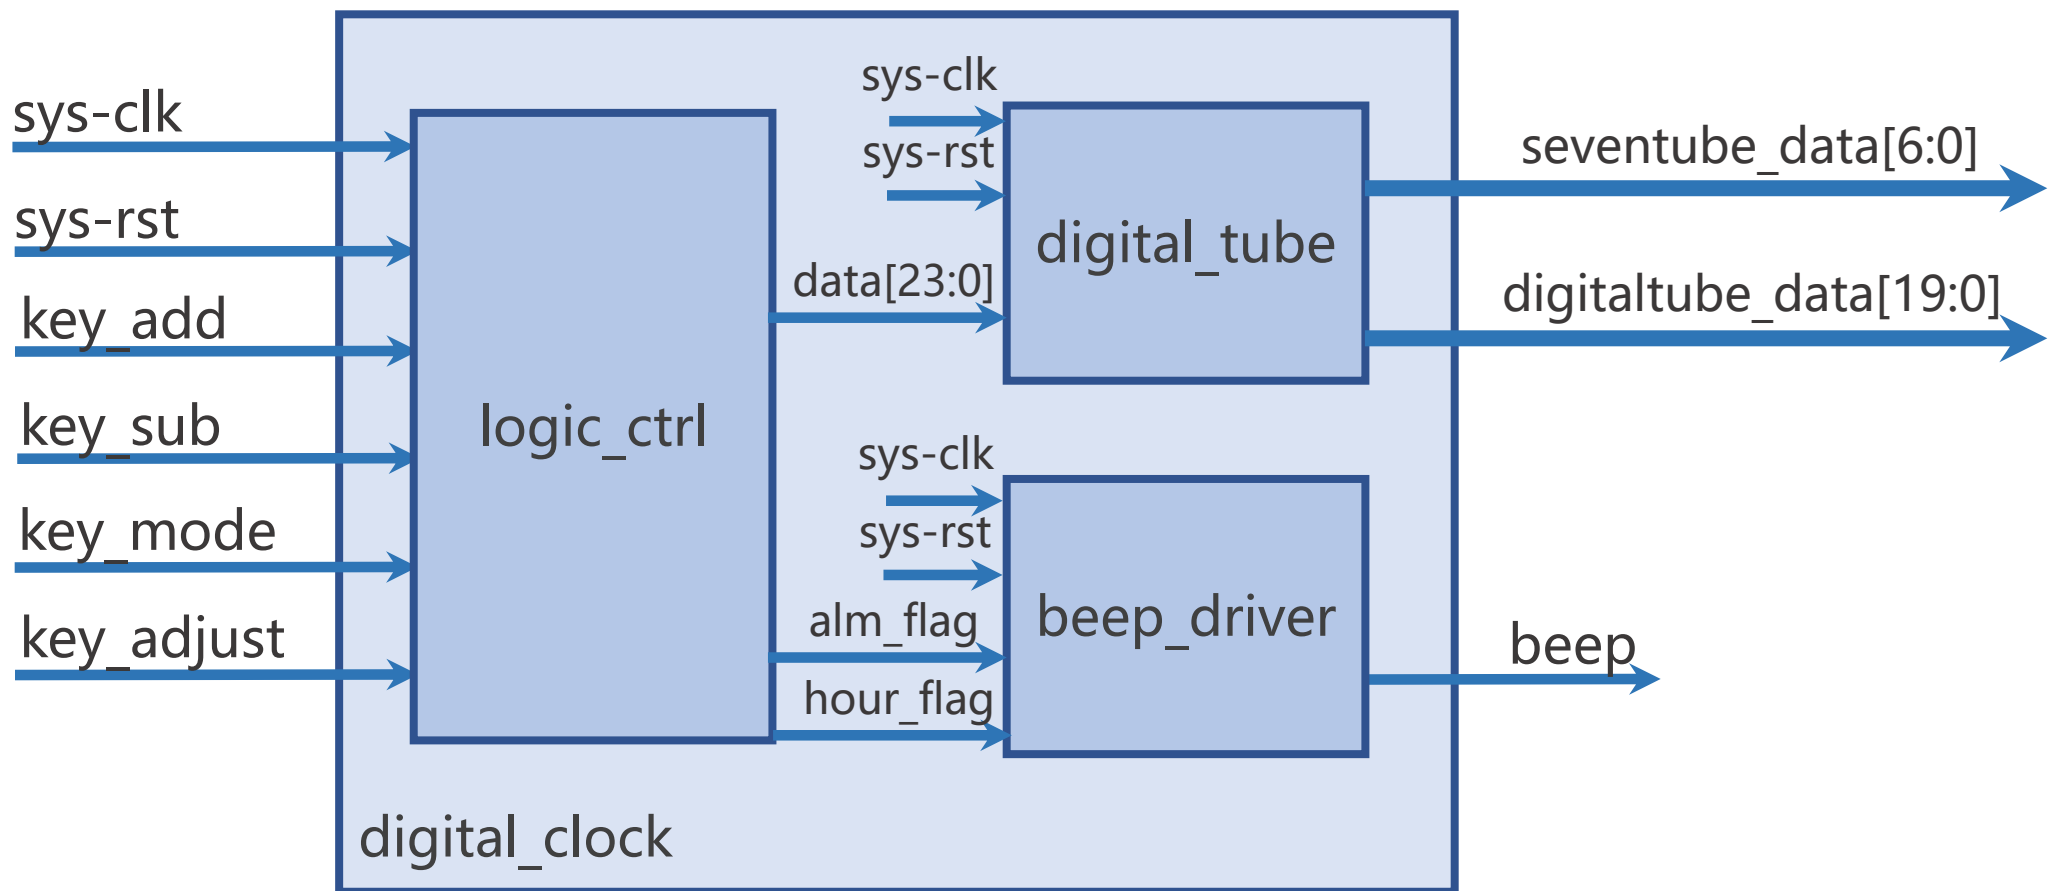 sys-clk
sys-rst
key_add
key_sub
key_mode
key_adjust
logic_ctrl
sys-clk
sys-rst
data[23:0]
digital_tube
seventube_data[6:0]
digitaltube_data[19:0]
sys-clk
sys-rst
alm_flag
hour_flag
beep_driver
beep
digital_clock